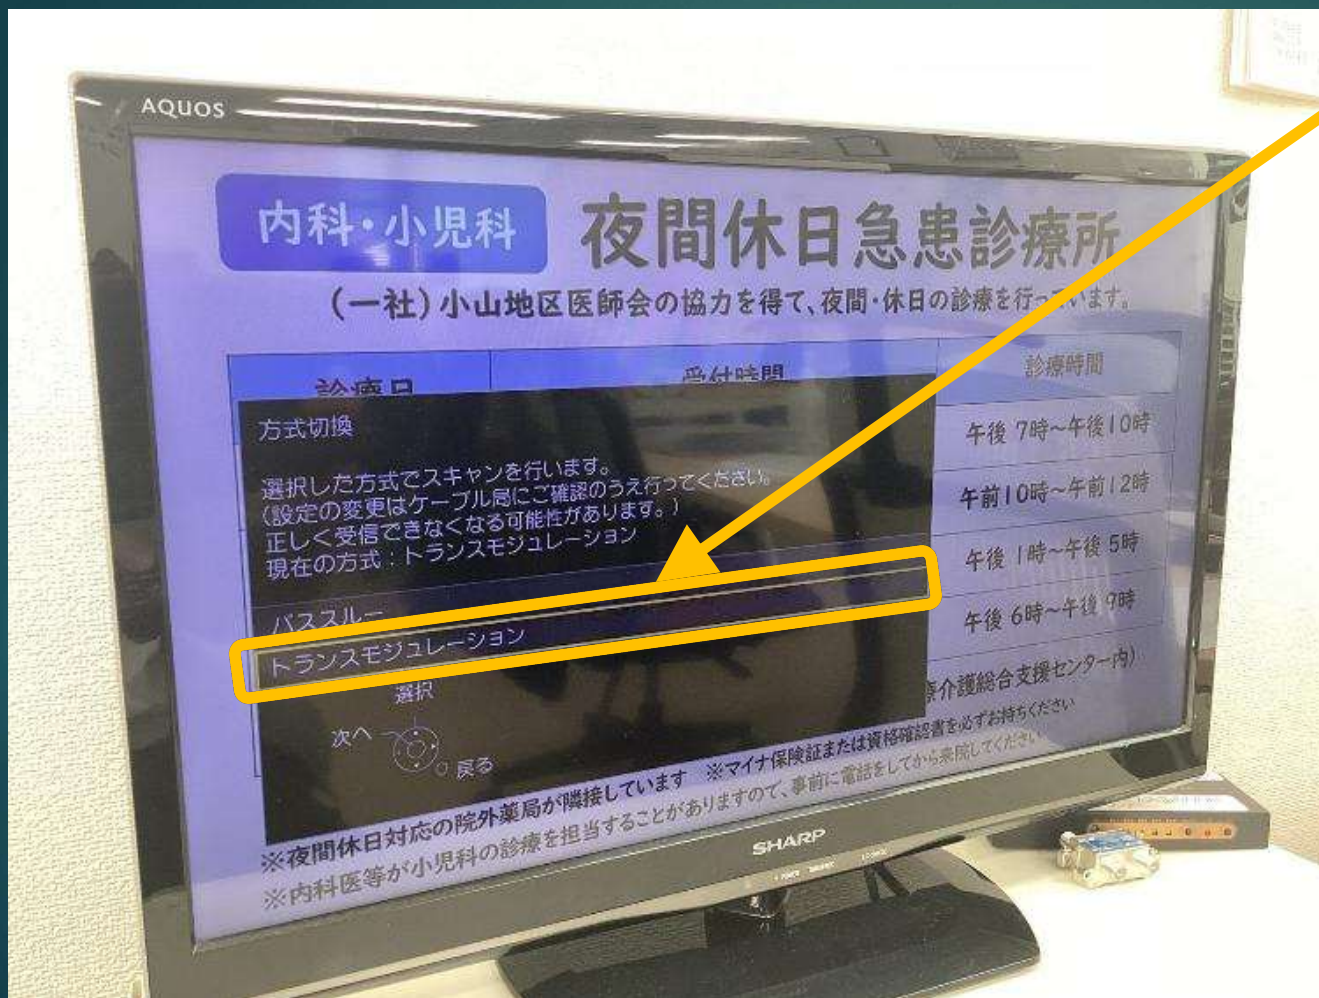 AQUOS
内科・小児科
夜間休日急患診療所
(一社)小山地区医師会の協力を得て、夜間・休日の診療を行っています。
診療日
受付時間
診療時間
午後 7時~午後10時
午前10時~午前12時
午後 1時~午後 5時
午後 6時~午後 9時
方式切換
選択した方式でスキャンを行います。
(設定の変更はケーブル局にご確認のうえ行ってください。
正しく受信できなくなる可能性があります。)
現在の方式:トランスモジュレーション
パススルー
トランスモジュレーション
選択
次へ
戻る
療介護総合支援センター内)
※夜間休日対応の院外薬局が隣接しています ※マイナ保険証または資格確認書を必ずお持ちください
※内科医等が小児科の診療を担当することがありますので、事前に電話をしてから来院してください
SHARP